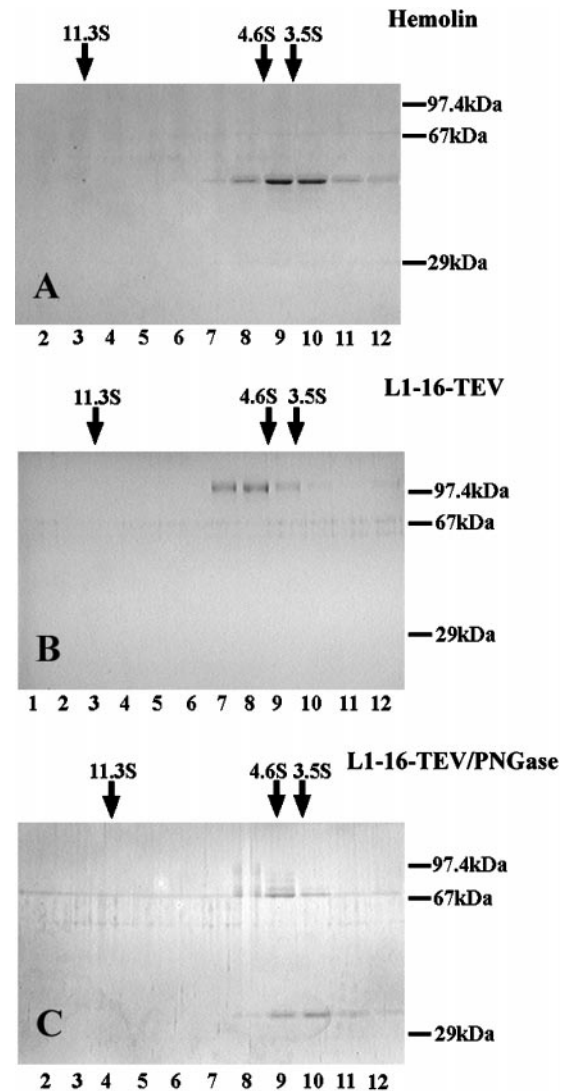 Hemolin
11.3S 4.6S 3.5S
97.4kDa
67kDa
29kDa
A
2 3 4 5 6 7 8 9 10 11 12
L1-16-TEV
11.3S 4.6S 3.5S
97.4kDa
67kDa
29kDa
B
1 2 3 4 5 6 7 8 9 10 11 12
L1-16-TEV/PNGase
11.3S 4.6S 3.5S
97.4kDa
67kDa
29kDa
C
2 3 4 5 6 7 8 9 10 11 12